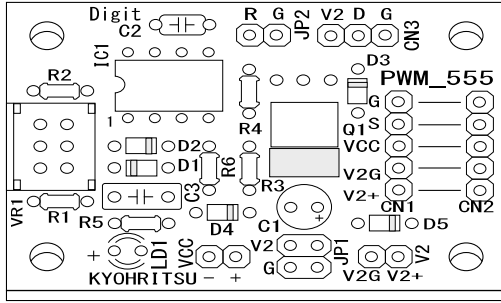 Digit
C2
R G
JP2
V2 D G
CN3
IC1
R2
D3
PWM_555
1
R4
Q1
G
S
VCC
V2G
V2+
D2
D1
R6
R3
C3
VR1
R1
R5
D4
C1
+
CN1
CN2
D5
+
LD1
VCC
V2
G
JP1
V2
KYOHRITSU
- +
V2G V2+